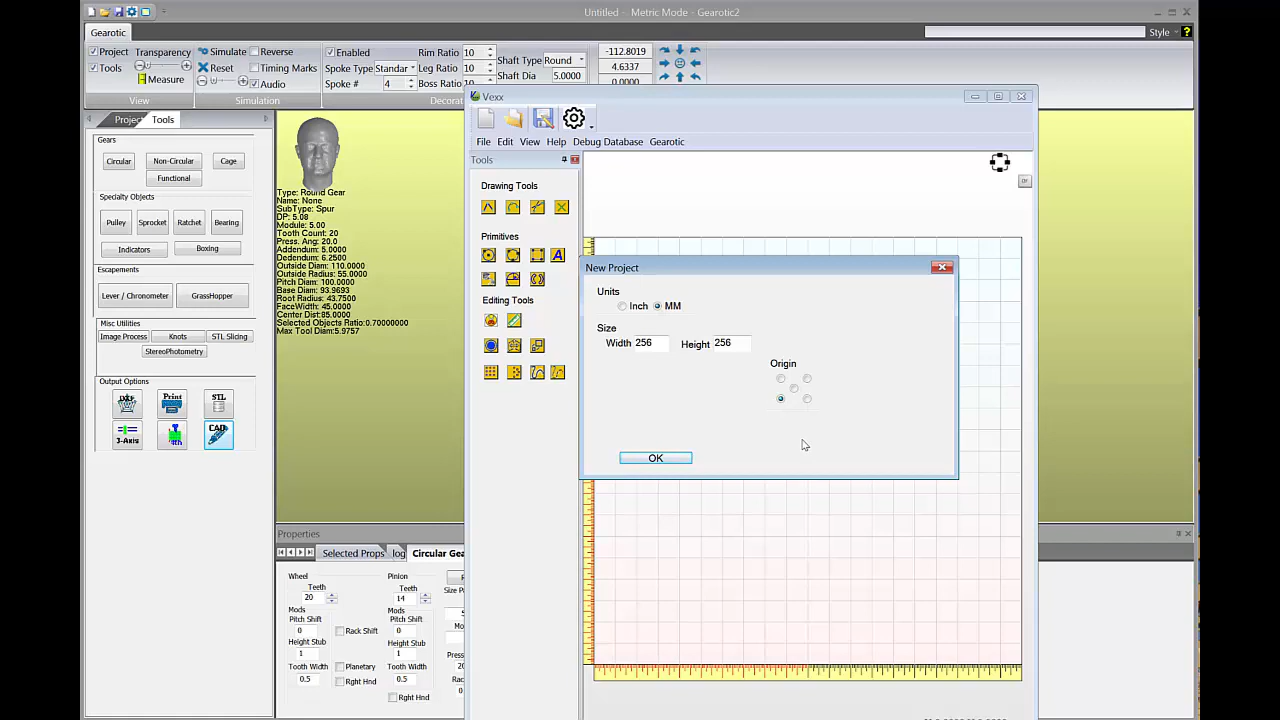 Untitled - Metric Mode - Gearotic2
Gearotic
Style
Project
Transparency
Simulate
Reverse
Enabled
Rim Ratio
10
Shaft Type
Round
-112.8019
Tools
Reset
Timing Marks
Spoke Type
Standar
Leg Ratio
10
Shaft Dia
5.0000
4.6337
Measure
Audio
Spoke #
4
Boss Ratio
0.0000
View
Simulation
Decorat
Vexx
File Edit View Help Debug Database Gearotic
Projec
Tools
Gears
Circular
Non-Circular
Cage
Functional
Specialty Objects
Pulley
Sprocket
Ratchet
Bearing
Indicators
Boxing
Escapements
Lever / Chronometer
GrassHopper
Misc Utilities
Image Process
Knots
STL Slicing
StereoPhotometry
Output Options
DXF
Print
STL
J-Axis
4th
CAD
Type: Round Gear
Name: None
SubType: Spur
DP: 5.08
Module: 5.00
Tooth Count: 20
Press. Ang: 20.0
Addendum: 5.0000
Dedendum: 6.2500
Outside Diam: 110.0000
Outside Radius: 55.0000
Pitch Diam: 100.0000
Base Diam: 93.9693
Root Radius: 43.7500
FaceWidth: 45.0000
Center Dist:85.0000
Selected Objects Ratio:0.70000000
Max Tool Diam:5.9757
Tools
Drawing Tools
Primitives
A
Editing Tools
New Project
Units
Inch
MM
Size
Width
256
Height
256
Origin
OK
Properties
Selected Props
log
Circular Gea
Wheel
Teeth
20
Mods
Pitch Shift
0
Rack Shift
Height Stub
1
Tooth Width
Planetary
0.5
Rght Hnd
Pinion
Teeth
14
Mods
Pitch Shift
0
Height Stub
1
Tooth Width
0.5
Rght Hnd
Size P
Mo
Press
20
Rac
0